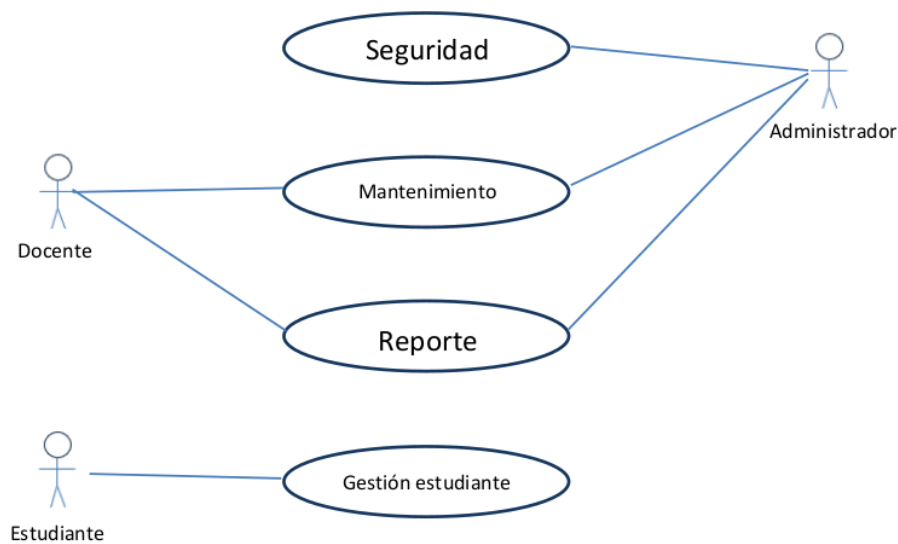 Seguridad
Administrador
Mantenimiento
Docente
Reporte
Gestión estudiante
Estudiante